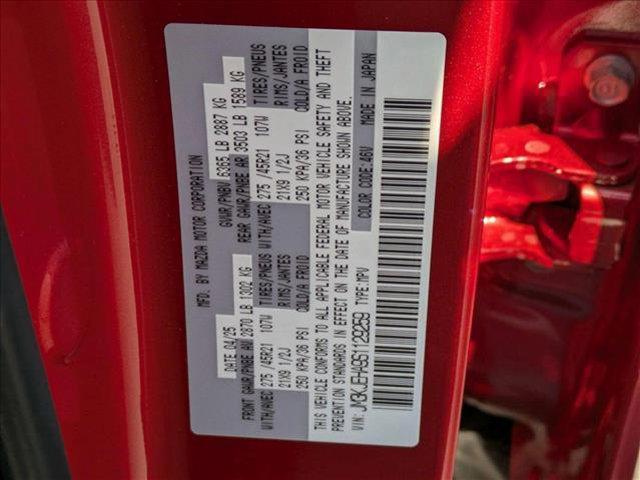 MFD. BY MAZDA MOTOR CORPORATION
DATE 04/25 GVWR/PNBV 6365 LB 2887 KG
FRONT GAWR/PNBE AV 2870 LB 1302 KG REAR GAWR/PNBE AR 3503 LB 1589 KG
WITH/AVEC 275 /45R21 107W TIRES/PNEUS WITH/AVEC 275 /45R21 107W TIRES/PNEUS
21X9 1/2J RIMS/JANTES 21X9 1/2J RIMS/JANTES
250 KPA/36 PSI COLD/A FROID 250 KPA/36 PSI COLD/A FROID
THIS VEHICLE CONFORMS TO ALL APPLICABLE FEDERAL MOTOR VEHICLE SAFETY AND THEFT
PREVENTION STANDARDS IN EFFECT ON THE DATE OF MANUFACTURE SHOWN ABOVE.
VIN: JM3KJEHA9S1129259 TYPE: MPV COLOR CODE: 46V MADE IN JAPAN